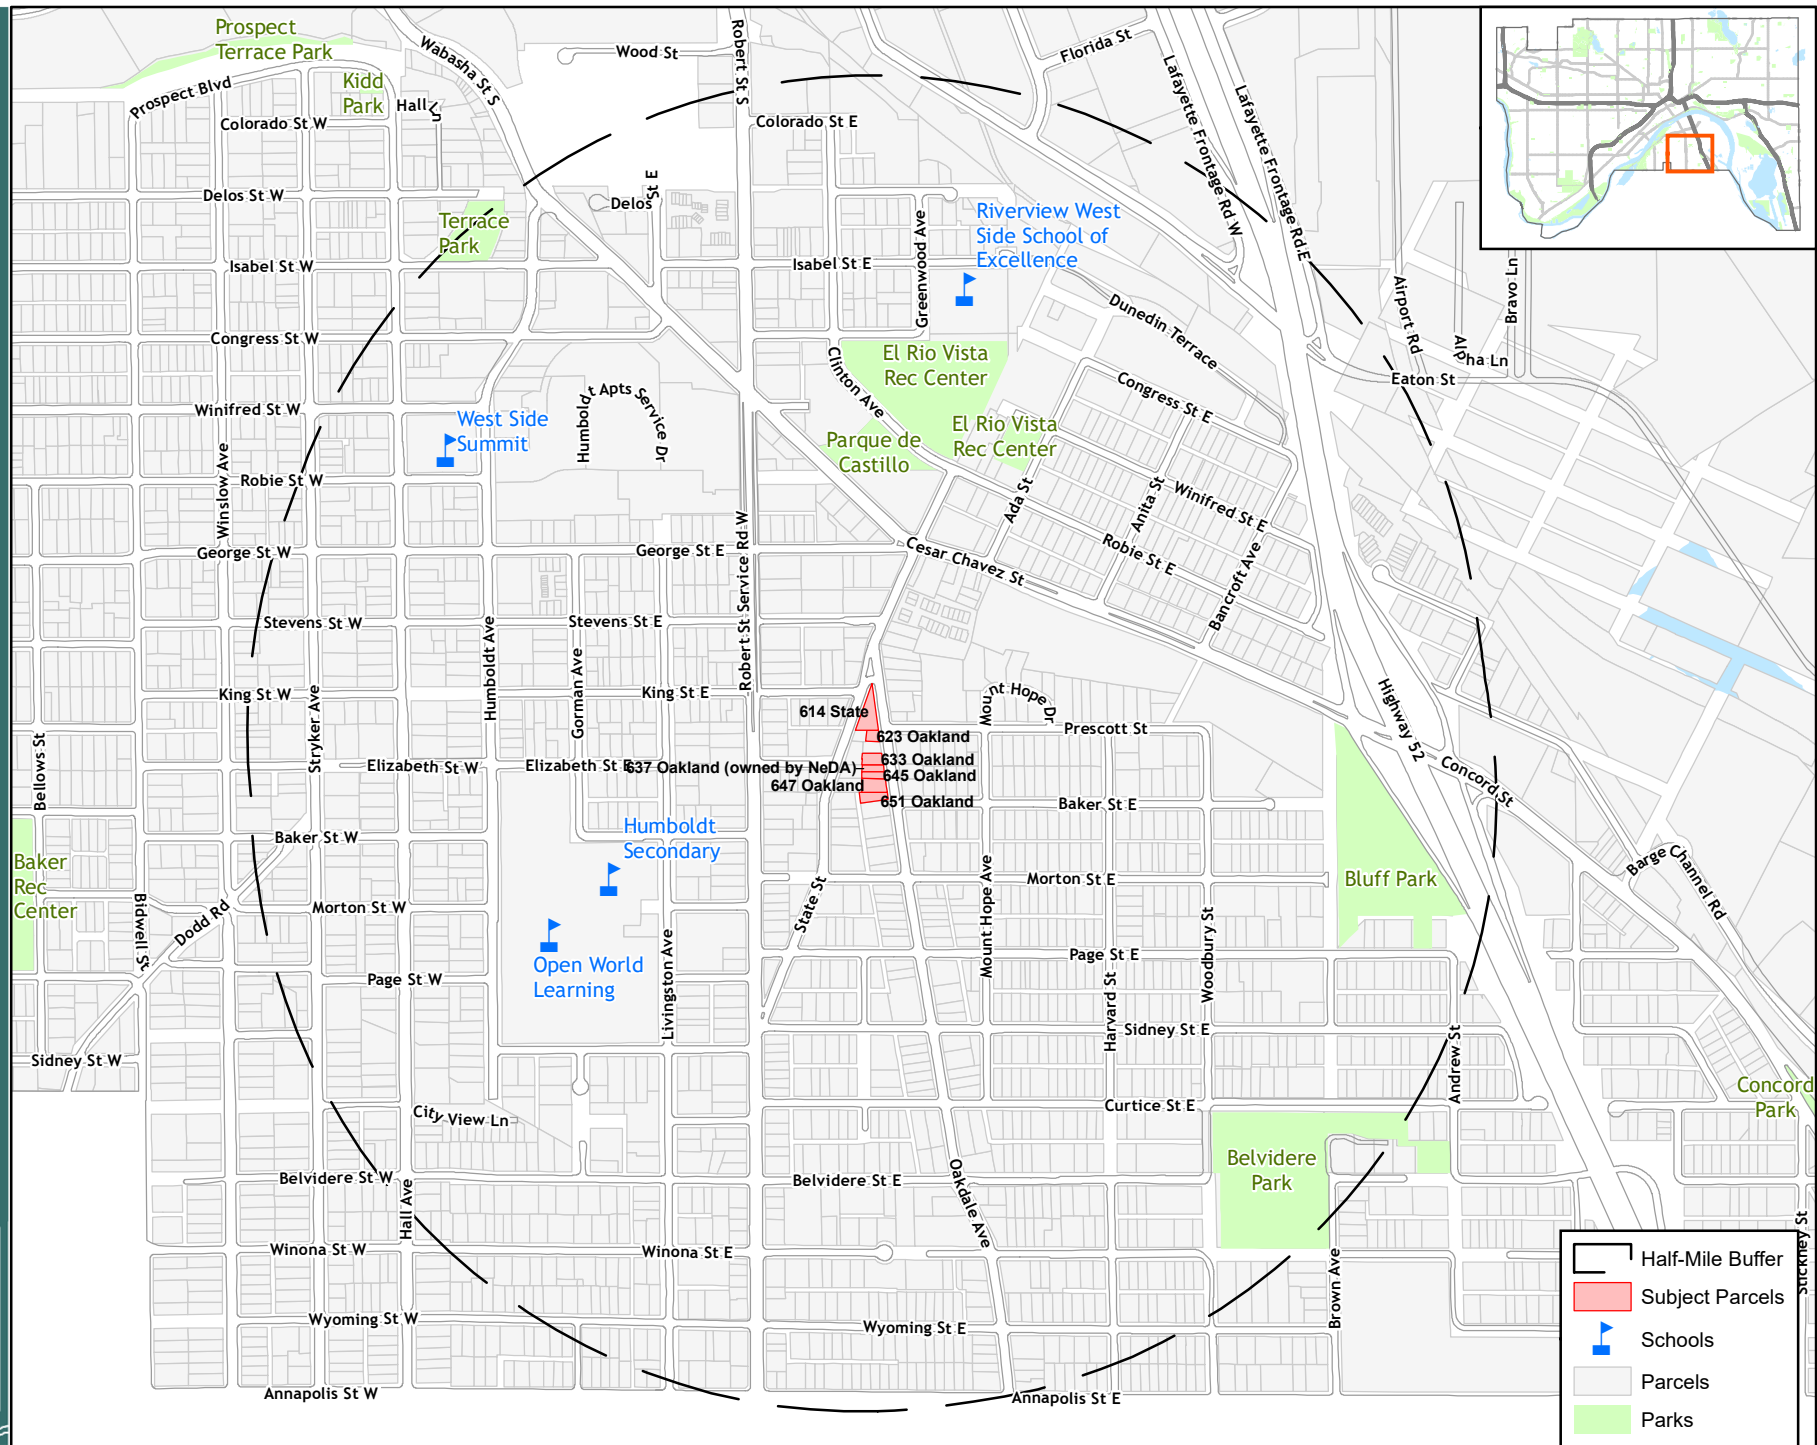 Prospect
Terrace Park
Wabasha St S
Wood St
Robert St S
Florida St
Prospect Blvd
Kidd
Park
Hall Ln
Colorado St W
Colorado St E
Lafayette Frontage Rd W
Lafayette Frontage Rd E
Delos St W
Delos St E
Terrace
Park
Greenwood Ave
Riverview West
Side School of
Excellence
Isabel St W
Isabel St E
Airport Rd
Bravo Ln
Alpha Ln
Eaton St
Dunedin Terrace
Congress St W
El Rio Vista
Rec Center
Clinton Ave
Congress St E
Humboldt Apts Service Dr
Winifred St W
West Side
Summit
El Rio Vista
Rec Center
Parque de
Castillo
Winslow Ave
Robie St W
Ada St
Anita St
Winifred St E
Robert St Service Rd W
George St W
George St E
Cesar Chavez St
Robie St E
Bancroft Ave
Stevens St W
Stevens St E
Humboldt Ave
Gorman Ave
King St W
King St E
Stryker Ave
Mount Hope Dr
Highway 52
614 State
Prescott St
623 Oakland
Bellows St
Elizabeth St W
Elizabeth St E
637 Oakland (owned by NeDA)
633 Oakland
645 Oakland
647 Oakland
651 Oakland
Concord St
Baker St E
Baker St W
Humboldt
Secondary
Baker
Rec
Center
Mount Hope Ave
Morton St E
Bluff Park
Barge Channel Rd
Bidwell St
Dodd Rd
Morton St W
State St
Woodbury St
Open World
Learning
Livingston Ave
Page St W
Page St E
Harvard St
Sidney St E
Sidney St W
Andrew St
Concord
Park
City View Ln
Curtice St E
Belvidere St W
Belvidere St E
Oakdale Ave
Belvidere
Park
Hall Ave
Winona St W
Winona St E
Brown Ave
Stickney St
Wyoming St W
Wyoming St E
Annapolis St W
Annapolis St E
Half-Mile Buffer
Subject Parcels
Schools
Parcels
Parks